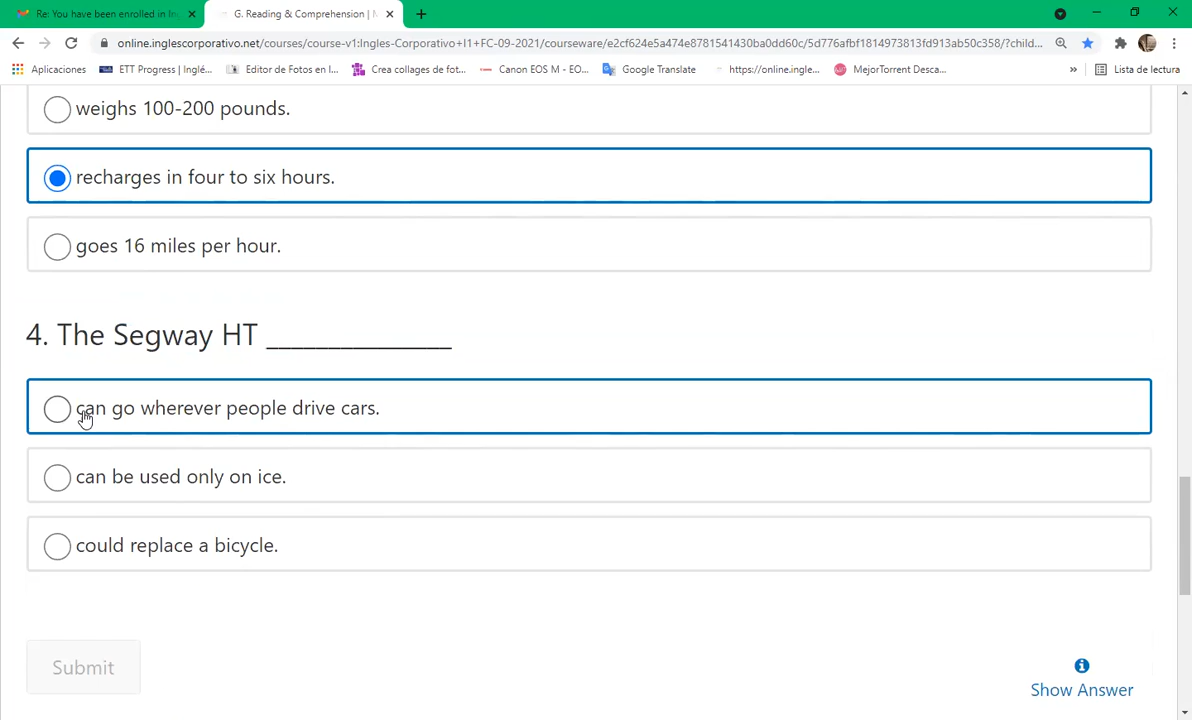 Re: You have been enrolled in In
G. Reading & Comprehension |
online.inglescorporativo.net/courses/course-v1:Ingles-Corporativo+I1+FC-09-2021/courseware/e2cf624e5a474e8781541430ba0dd60c/5d776afbf1814973813fd913ab50c358/?child...
Aplicaciones
ETT Progress | Inglé...
Editor de Fotos en l...
Crea collages de fot...
Canon EOS M - EO...
Google Translate
https://online.ingle...
MejorTorrent Desca...
»
Lista de lectura
weighs 100-200 pounds.
recharges in four to six hours.
goes 16 miles per hour.
4. The Segway HT ______________
can go wherever people drive cars.
can be used only on ice.
could replace a bicycle.
Submit
Show Answer